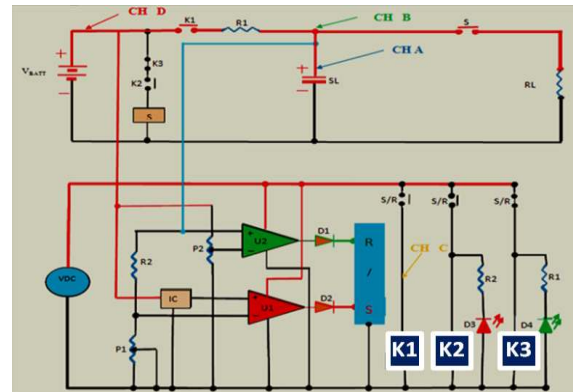 CH D
K1
R1
CH B
S
CH A
VBATT
K3
K2
S
SL
RL
S/R
S/R
S/R
D1
R
/
S
U2
P2
CH C
R2
VDC
IC
U1
D2
R2
R1
D3
D4
P1
K1
K2
K3